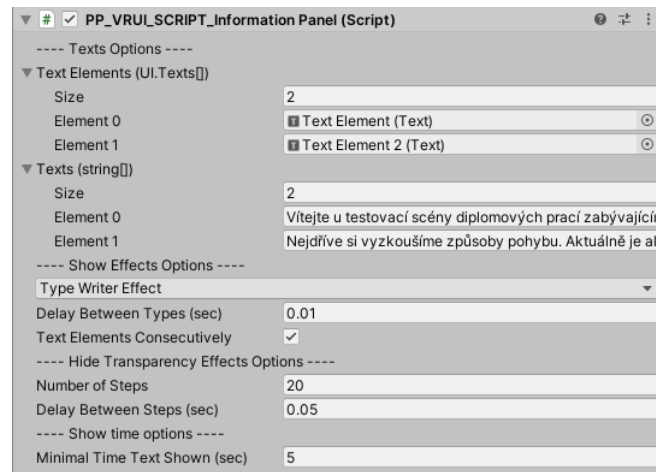 PP_VRUI_SCRIPT_Information Panel (Script)
---- Texts Options ----
Text Elements (UI.Texts[])
Size 2
Element 0 Text Element (Text)
Element 1 Text Element 2 (Text)
Texts (string[])
Size 2
Element 0 Vítejte u testovací scény diplomových prací zabývajícír
Element 1 Nejdříve si vyzkoušíme způsoby pohybu. Aktuálně je al
---- Show Effects Options ----
Type Writer Effect
Delay Between Types (sec) 0.01
Text Elements Consecutively
---- Hide Transparency Effects Options ----
Number of Steps 20
Delay Between Steps (sec) 0.05
---- Show time options ----
Minimal Time Text Shown (sec) 5